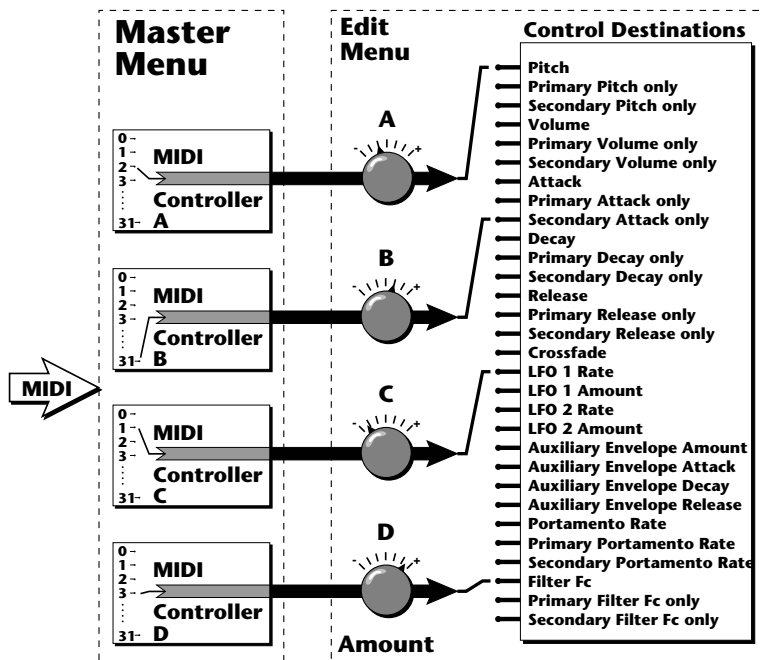 Master
Menu
Edit
Menu
Control Destinations
MIDI
0
1
2
3
31
MIDI
Controller
A
0
1
2
3
31
MIDI
Controller
B
0
1
2
3
31
MIDI
Controller
C
0
1
2
3
31
MIDI
Controller
D
A
- +
B
- +
C
- +
D
- +
Amount
Pitch
Primary Pitch only
Secondary Pitch only
Volume
Primary Volume only
Secondary Volume only
Attack
Primary Attack only
Secondary Attack only
Decay
Primary Decay only
Secondary Decay only
Release
Primary Release only
Secondary Release only
Crossfade
LFO 1 Rate
LFO 1 Amount
LFO 2 Rate
LFO 2 Amount
Auxiliary Envelope Amount
Auxiliary Envelope Attack
Auxiliary Envelope Decay
Auxiliary Envelope Release
Portamento Rate
Primary Portamento Rate
Secondary Portamento Rate
Filter Fc
Primary Filter Fc only
Secondary Filter Fc only